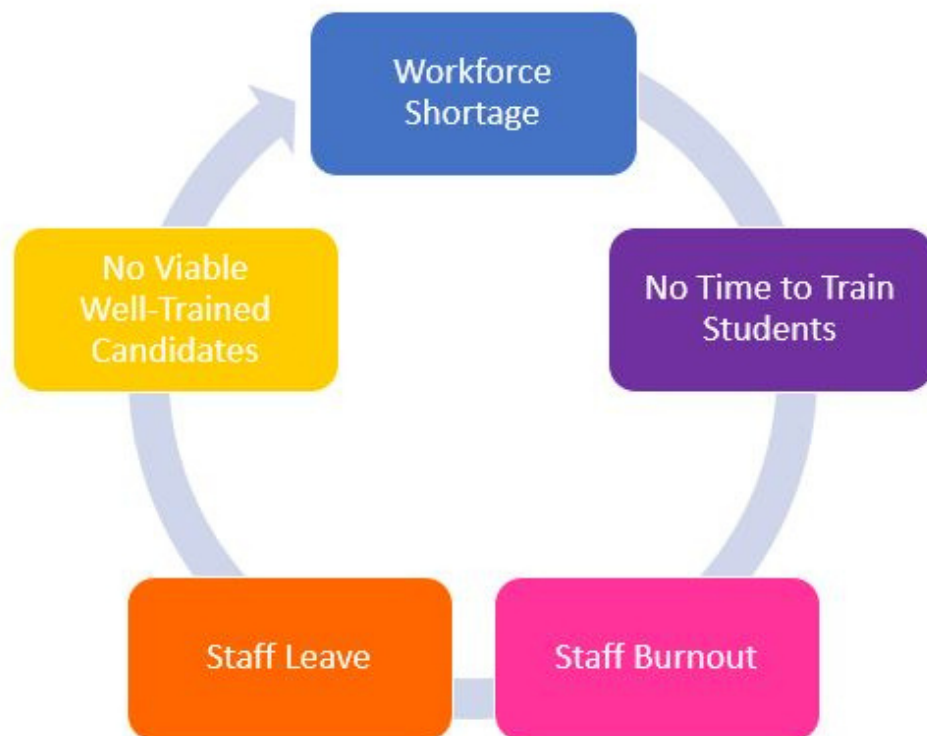 Workforce
Shortage
No Time to Train
Students
Staff Burnout
Staff Leave
No Viable
Well-Trained
Candidates